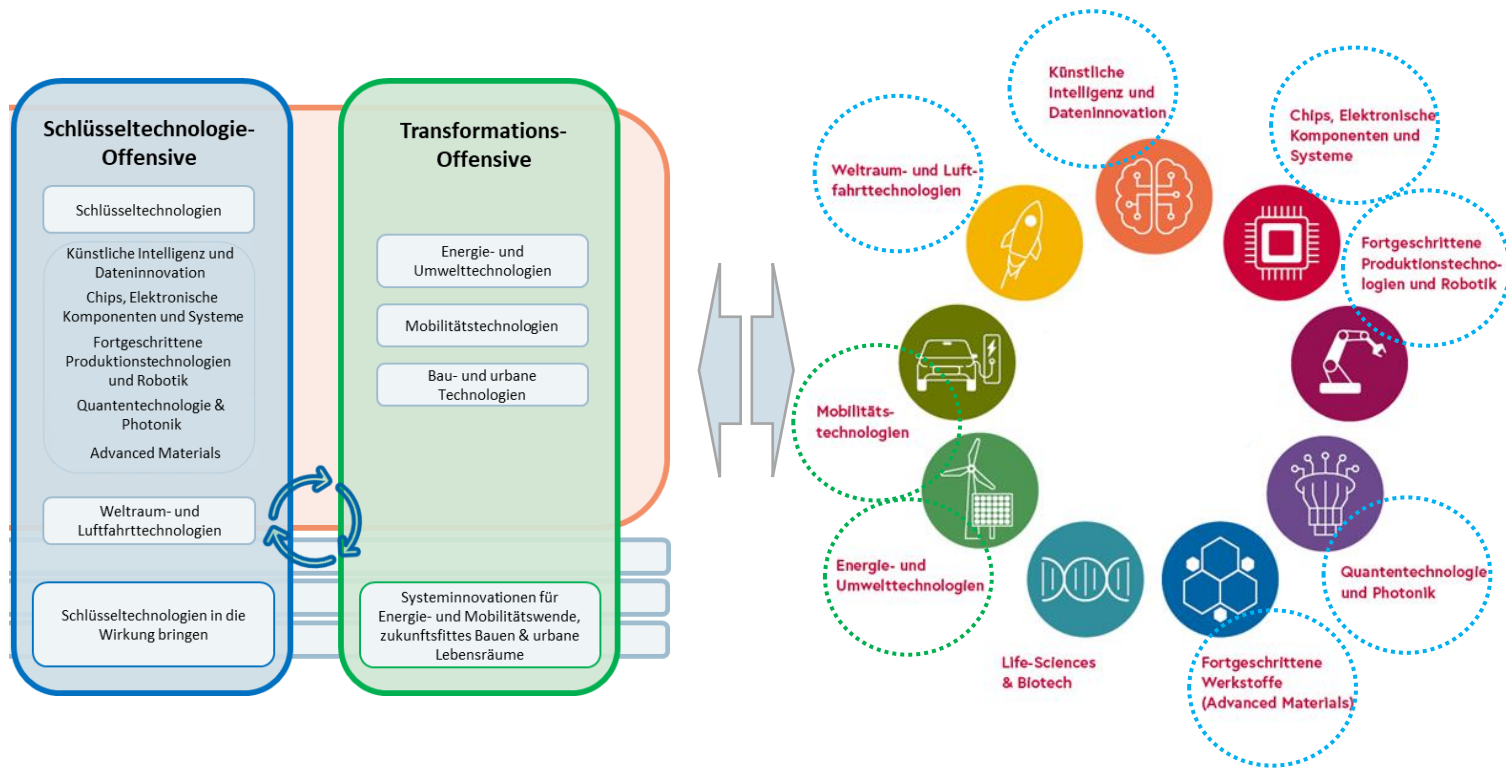 Schlüsseltechnologie-
Offensive
Schlüsseltechnologien
Künstliche Intelligenz und
Dateninnovation
Chips, Elektronische
Komponenten und Systeme
Fortgeschrittene
Produktionstechnologien
und Robotik
Quantentechnologie &
Photonik
Advanced Materials
Weltraum- und
Luftfahrttechnologien
Schlüsseltechnologien in die
Wirkung bringen
Transformations-
Offensive
Energie- und
Umwelttechnologien
Mobilitätstechnologien
Bau- und urbane
Technologien
Systeminnovationen für
Energie- und Mobilitätswende,
zukunftsfittes Bauen & urbane
Lebensräume
Künstliche
Intelligenz und
Dateninnovation
Chips, Elektronische
Komponenten und
Systeme
Weltraum- und Luft-
fahrttechnologien
Fortgeschrittene
Produktionstechno-
logien und Robotik
Mobilitäts-
technologien
Energie- und
Umwelttechnologien
Quantentechnologie
und Photonik
Life-Sciences
& Biotech
Fortgeschrittene
Werkstoffe
(Advanced Materials)